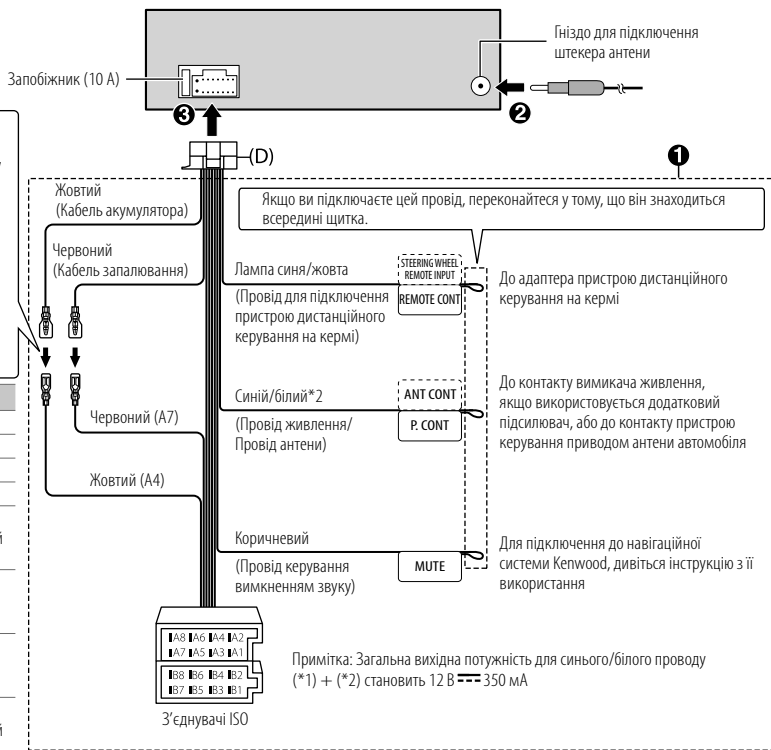 Гніздо для підключення
штекера антени
Запобіжник (10 A)
❸
❷
(D)
❶
Жовтий
(Кабель акумулятора)
Якщо ви підключаєте цей провід, переконайтеся у тому, що він знаходиться
всередині щитка.
Червоний
(Кабель запалювання)
Лампа синя/жовта
(Провід для підключення
пристрою дистанційного
керування на кермі)
STEERING WHEEL
REMOTE INPUT
REMOTE CONT
До адаптера пристрою дистанційного
керування на кермі
Синій/білий*2
(Провід живлення/
Провід антени)
ANT CONT
P. CONT
До контакту вимикача живлення,
якщо використовується додатковий
підсилювач, або до контакту пристрою
керування приводом антени автомобіля
Червоний (A7)
Жовтий (A4)
Коричневий
(Провід керування
вимкненням звуку)
MUTE
Для підключення до навігаційної
системи Kenwood, дивіться інструкцію з її
використання
й
й
A8 A6 A4 A2
A7 A5 A3 A1
B8 B6 B4 B2
B7 B5 B3 B1
З’єднувачі ISO
Примітка: Загальна вихідна потужність для синього/білого проводу
(*1) + (*2) становить 12 В 350 мА